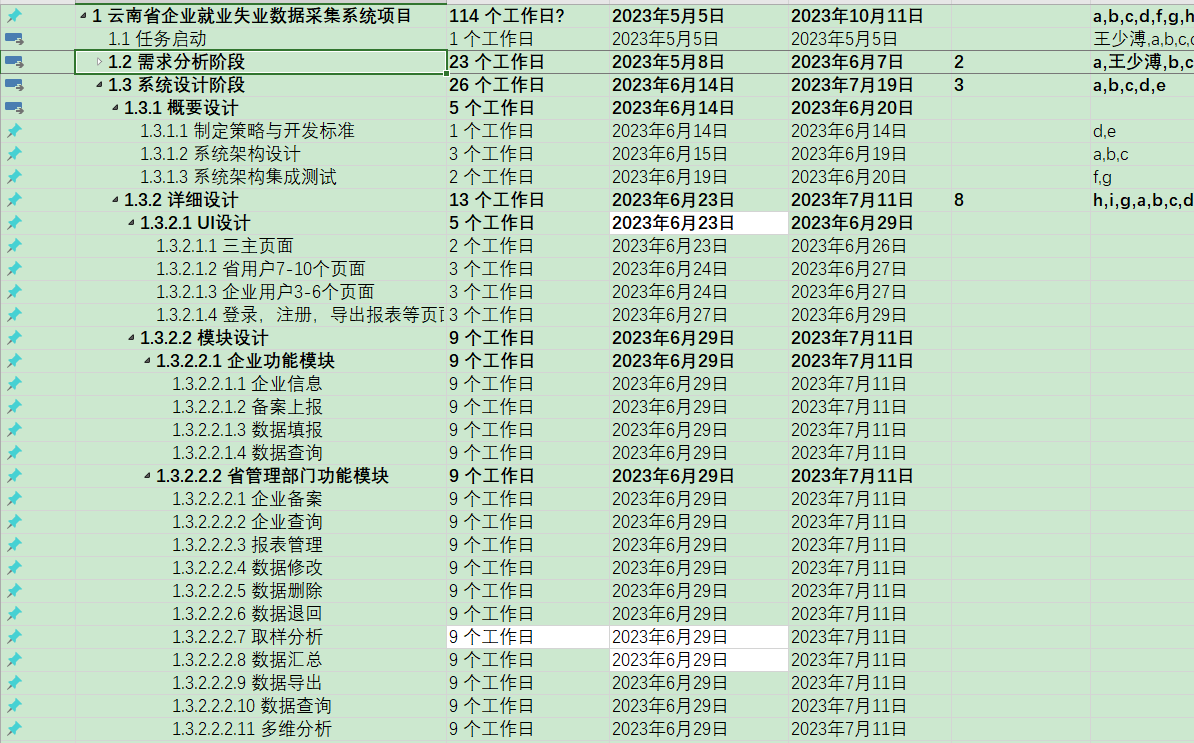 1 云南省企业就业失业数据采集系统项目 114 个工作日? 2023年5月5日 2023年10月11日 a,b,c,d,f,g,h
1.1 任务启动 1 个工作日 2023年5月5日 2023年5月5日 王少溥,a,b,c,
1.2 需求分析阶段 23 个工作日 2023年5月8日 2023年6月7日 2 a,王少溥,b,c
1.3 系统设计阶段 26 个工作日 2023年6月14日 2023年7月19日 3 a,b,c,d,e
1.3.1 概要设计 5 个工作日 2023年6月14日 2023年6月20日
1.3.1.1 制定策略与开发标准 1 个工作日 2023年6月14日 2023年6月14日 d,e
1.3.1.2 系统架构设计 3 个工作日 2023年6月15日 2023年6月19日 a,b,c
1.3.1.3 系统架构集成测试 2 个工作日 2023年6月19日 2023年6月20日 f,g
1.3.2 详细设计 13 个工作日 2023年6月23日 2023年7月11日 8 h,i,g,a,b,c,d
1.3.2.1 UI设计 5 个工作日 2023年6月23日 2023年6月29日
1.3.2.1.1 三主页面 2 个工作日 2023年6月23日 2023年6月26日
1.3.2.1.2 省用户7-10个页面 3 个工作日 2023年6月24日 2023年6月27日
1.3.2.1.3 企业用户3-6个页面 3 个工作日 2023年6月24日 2023年6月27日
1.3.2.1.4 登录，注册，导出报表等页面 3 个工作日 2023年6月27日 2023年6月29日
1.3.2.2 模块设计 9 个工作日 2023年6月29日 2023年7月11日
1.3.2.2.1 企业功能模块 9 个工作日 2023年6月29日 2023年7月11日
1.3.2.2.1.1 企业信息 9 个工作日 2023年6月29日 2023年7月11日
1.3.2.2.1.2 备案上报 9 个工作日 2023年6月29日 2023年7月11日
1.3.2.2.1.3 数据填报 9 个工作日 2023年6月29日 2023年7月11日
1.3.2.2.1.4 数据查询 9 个工作日 2023年6月29日 2023年7月11日
1.3.2.2.2 省管理部门功能模块 9 个工作日 2023年6月29日 2023年7月11日
1.3.2.2.2.1 企业备案 9 个工作日 2023年6月29日 2023年7月11日
1.3.2.2.2.2 企业查询 9 个工作日 2023年6月29日 2023年7月11日
1.3.2.2.2.3 报表管理 9 个工作日 2023年6月29日 2023年7月11日
1.3.2.2.2.4 数据修改 9 个工作日 2023年6月29日 2023年7月11日
1.3.2.2.2.5 数据删除 9 个工作日 2023年6月29日 2023年7月11日
1.3.2.2.2.6 数据退回 9 个工作日 2023年6月29日 2023年7月11日
1.3.2.2.2.7 取样分析 9 个工作日 2023年6月29日 2023年7月11日
1.3.2.2.2.8 数据汇总 9 个工作日 2023年6月29日 2023年7月11日
1.3.2.2.2.9 数据导出 9 个工作日 2023年6月29日 2023年7月11日
1.3.2.2.2.10 数据查询 9 个工作日 2023年6月29日 2023年7月11日
1.3.2.2.2.11 多维分析 9 个工作日 2023年6月29日 2023年7月11日